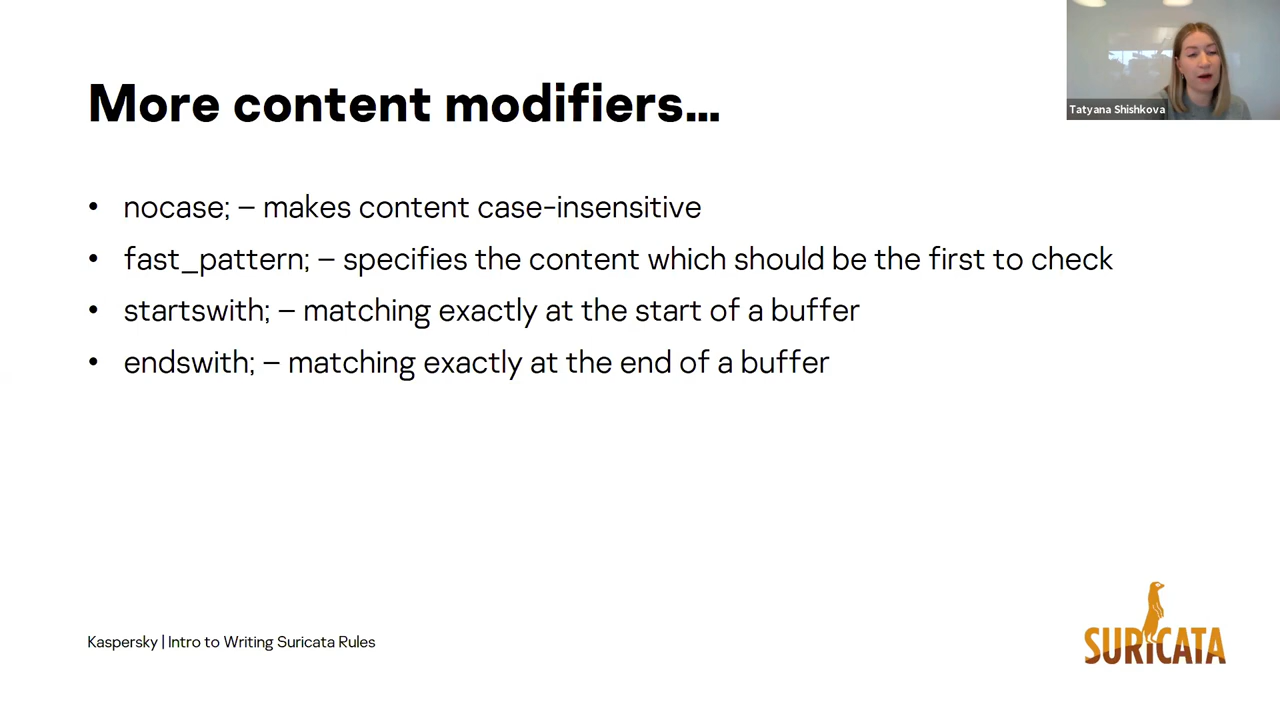 Tatyana Shishkova
More content modifiers...
• nocase; – makes content case-insensitive
• fast_pattern; – specifies the content which should be the first to check
• startswith; – matching exactly at the start of a buffer
• endswith; – matching exactly at the end of a buffer
Kaspersky | Intro to Writing Suricata Rules
SURICATA